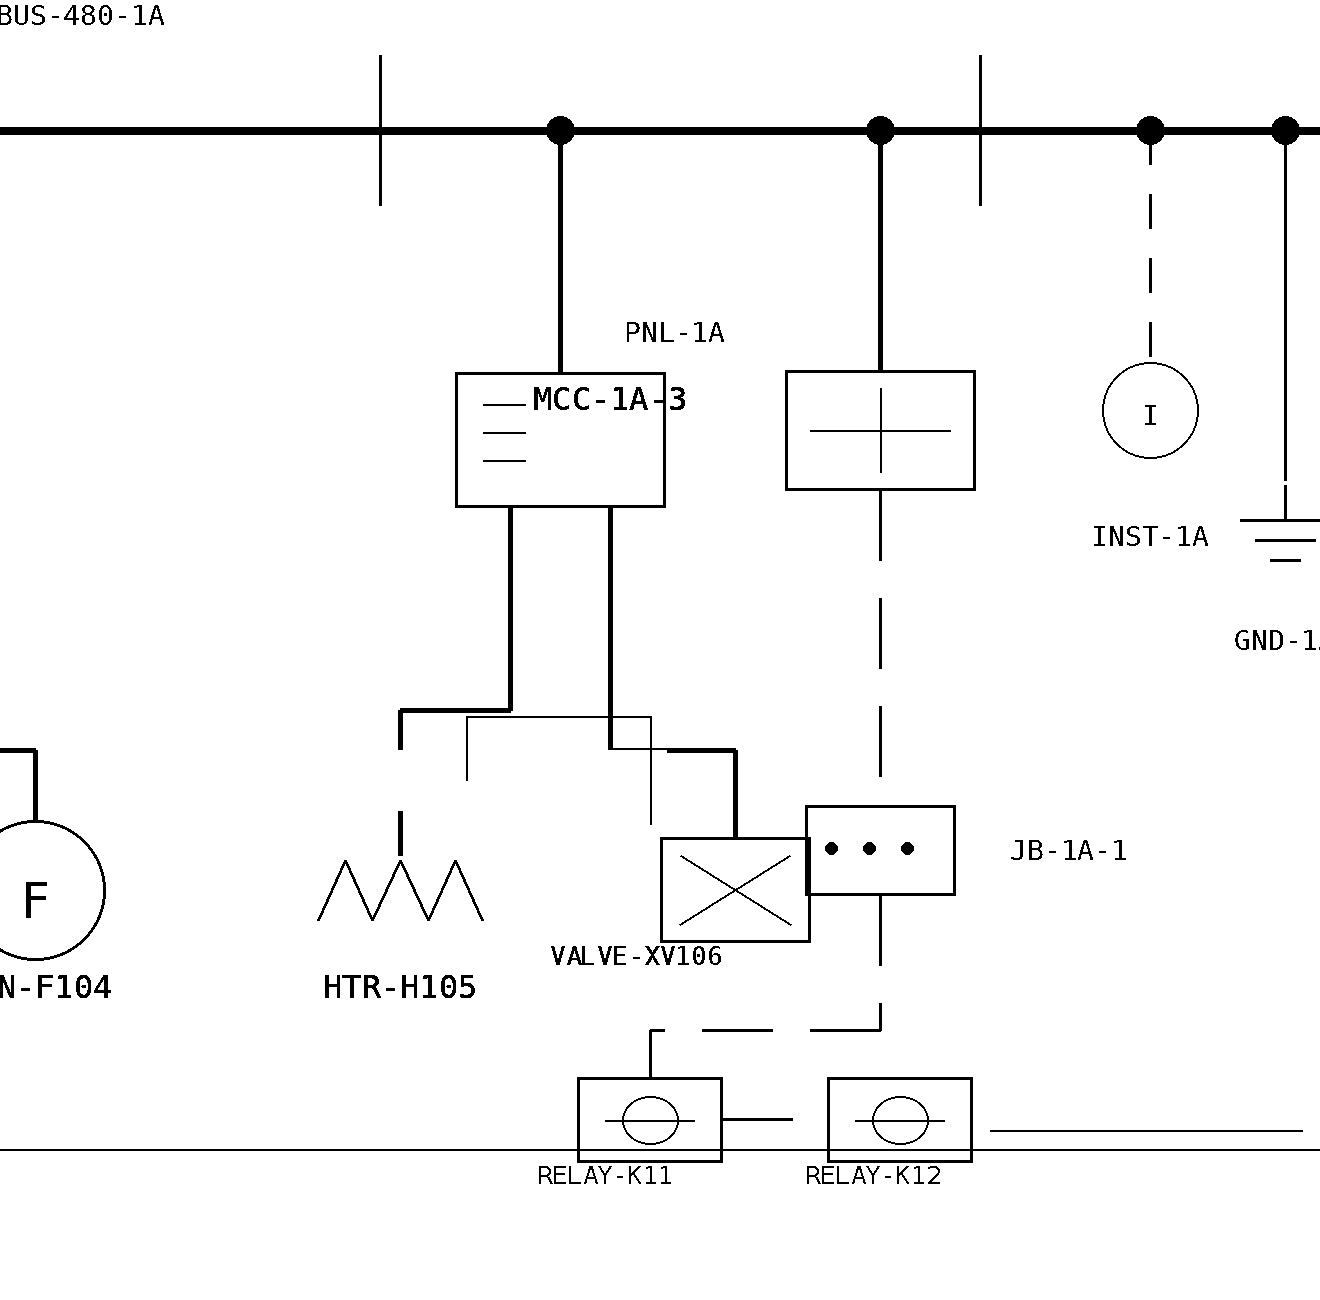 BUS-480-1A
PNL-1A
MCC-1A-3
I
INST-1A
GND-1
JB-1A-1
F
VALVE-XV106
N-F104
HTR-H105
RELAY-K11
RELAY-K12